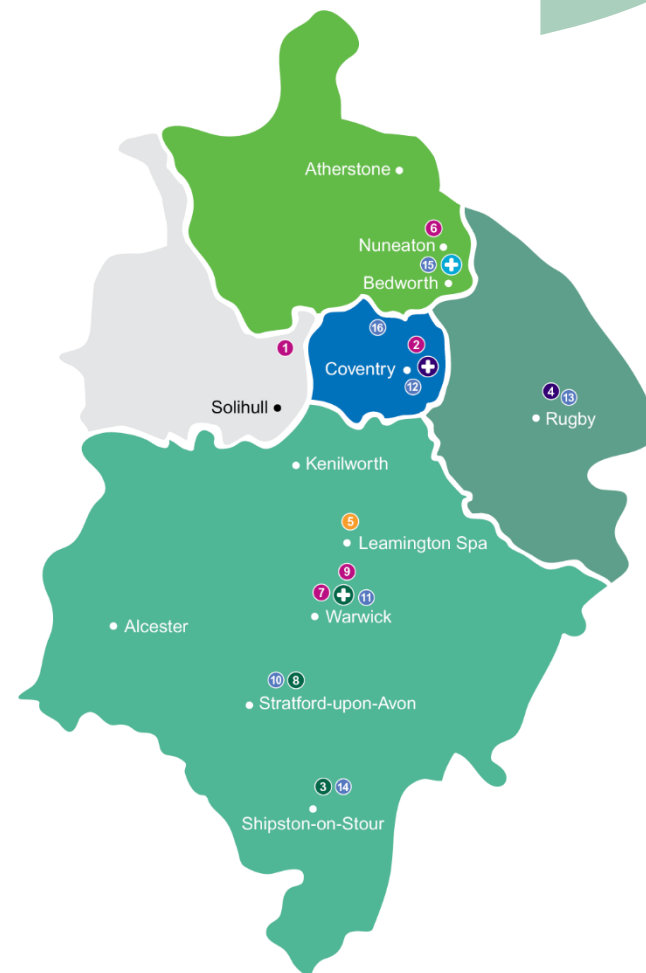 Atherstone
6
Nuneaton
15
Bedworth
16
1
2
Coventry
12
Solihull
4
13
Rugby
Kenilworth
5
Leamington Spa
9
7
11
Warwick
Alcester
10
8
Stratford-upon-Avon
3
14
Shipston-on-Stour